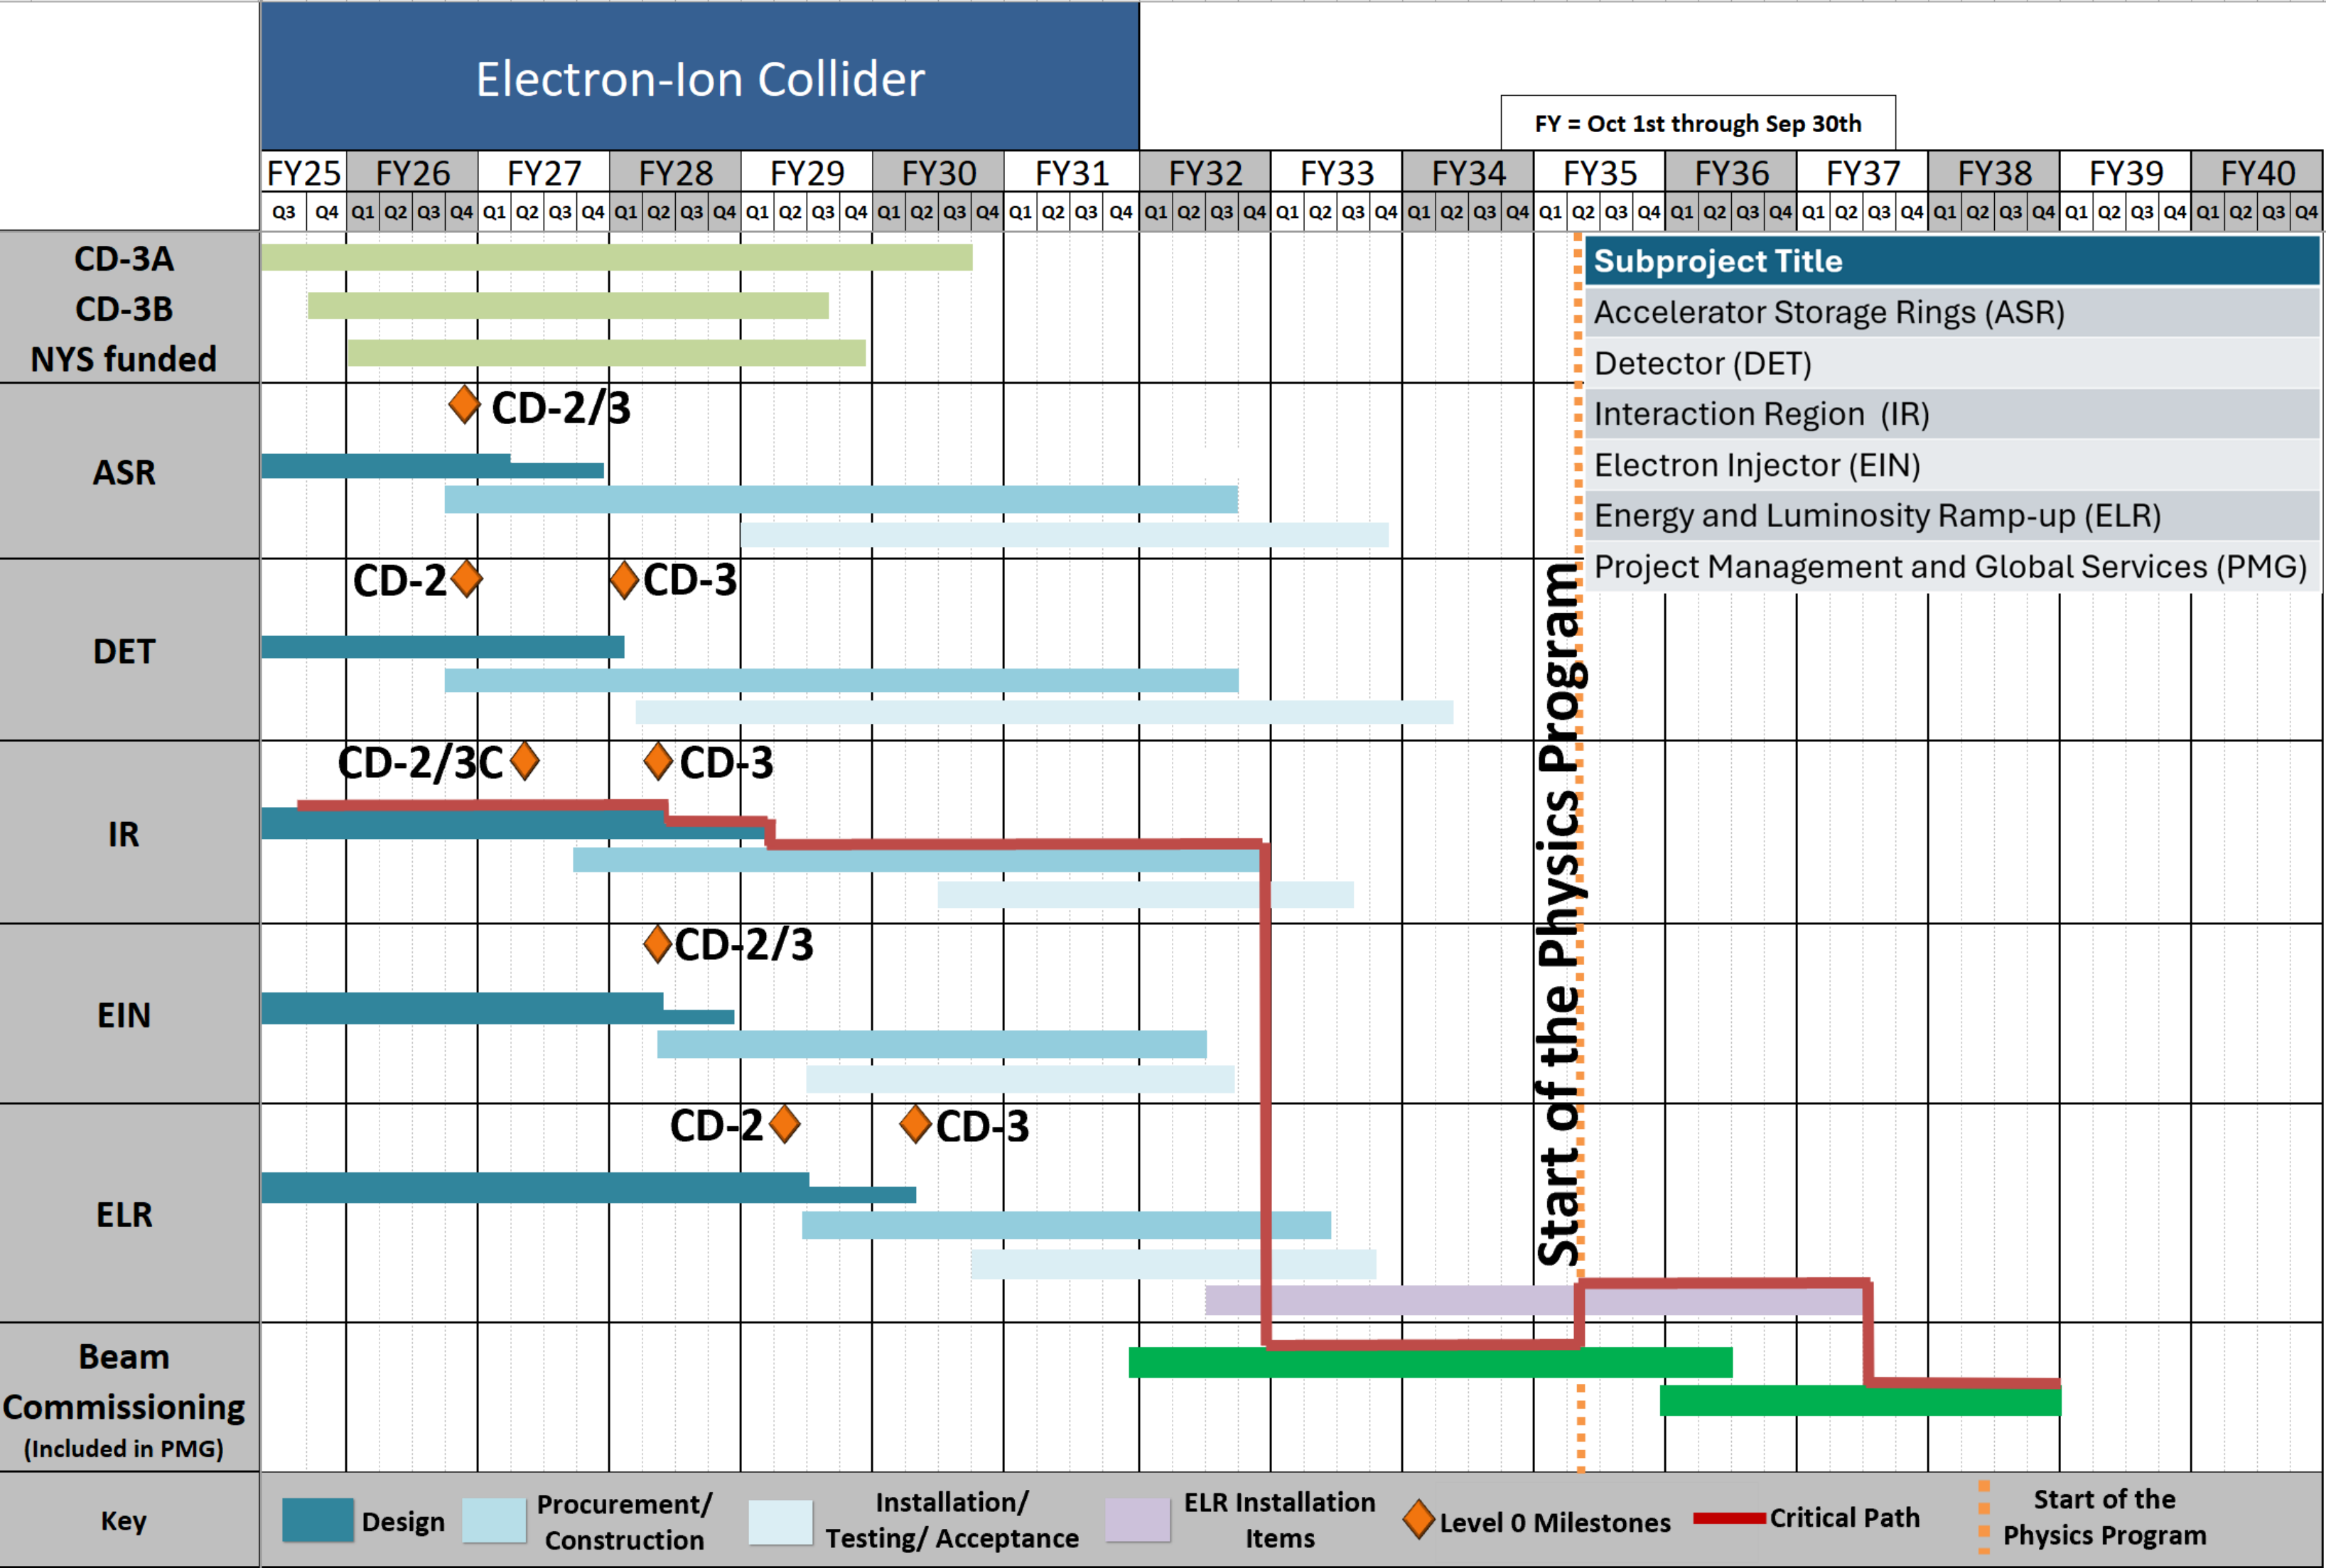 Electron-Ion Collider
FY = Oct 1st through Sep 30th
FY25 FY26 FY27 FY28 FY29 FY30 FY31 FY32 FY33 FY34 FY35 FY36 FY37 FY38 FY39 FY40
Q3 Q4 Q1 Q2 Q3 Q4 Q1 Q2 Q3 Q4 Q1 Q2 Q3 Q4 Q1 Q2 Q3 Q4 Q1 Q2 Q3 Q4 Q1 Q2 Q3 Q4 Q1 Q2 Q3 Q4 Q1 Q2 Q3 Q4 Q1 Q2 Q3 Q4 Q1 Q2 Q3 Q4 Q1 Q2 Q3 Q4 Q1 Q2 Q3 Q4 Q1 Q2 Q3 Q4 Q1 Q2 Q3 Q4 Q1 Q2 Q3 Q4
CD-3A
CD-3B
NYS funded
Subproject Title
Accelerator Storage Rings (ASR)
Detector (DET)
Interaction Region (IR)
Electron Injector (EIN)
Energy and Luminosity Ramp-up (ELR)
Project Management and Global Services (PMG)
CD-2/3
ASR
CD-2 CD-3
DET
Start of the Physics Program
CD-2/3C CD-3
IR
CD-2/3
EIN
CD-2 CD-3
ELR
Beam
Commissioning
(Included in PMG)
Key
Design
Procurement/
Construction
Installation/
Testing/ Acceptance
ELR Installation
Items
Level 0 Milestones
Critical Path
Start of the
Physics Program